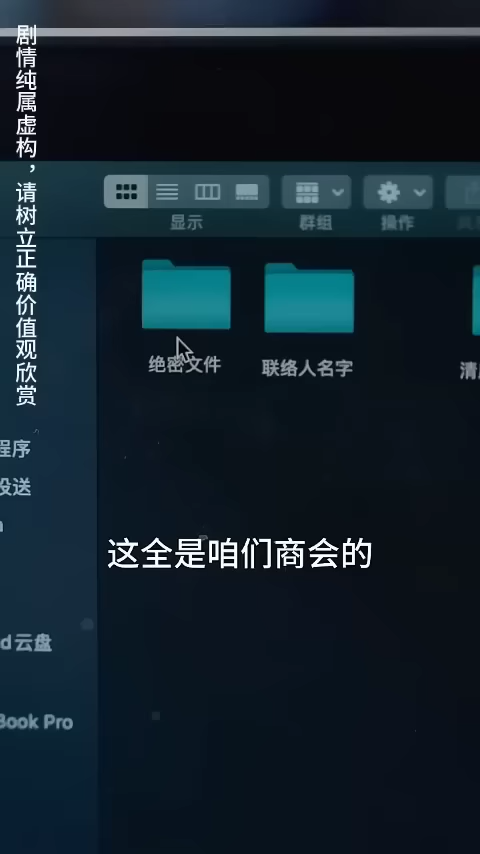 剧情纯属虚构，请树立正确价值观欣赏
显示
群组
操作
绝密文件
联络人名字
清
程序
投送
这全是咱们商会的
d云盘
Book Pro